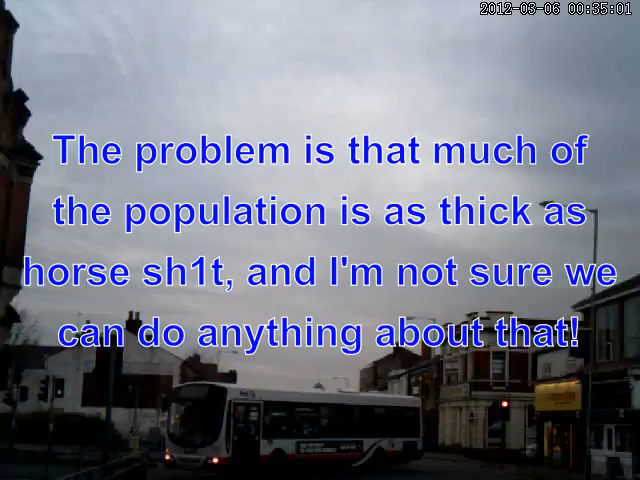 2012-03-06 00:35:01
The problem is that much of
the population is as thick as
horse sh1t, and I'm not sure we
can do anything about that!